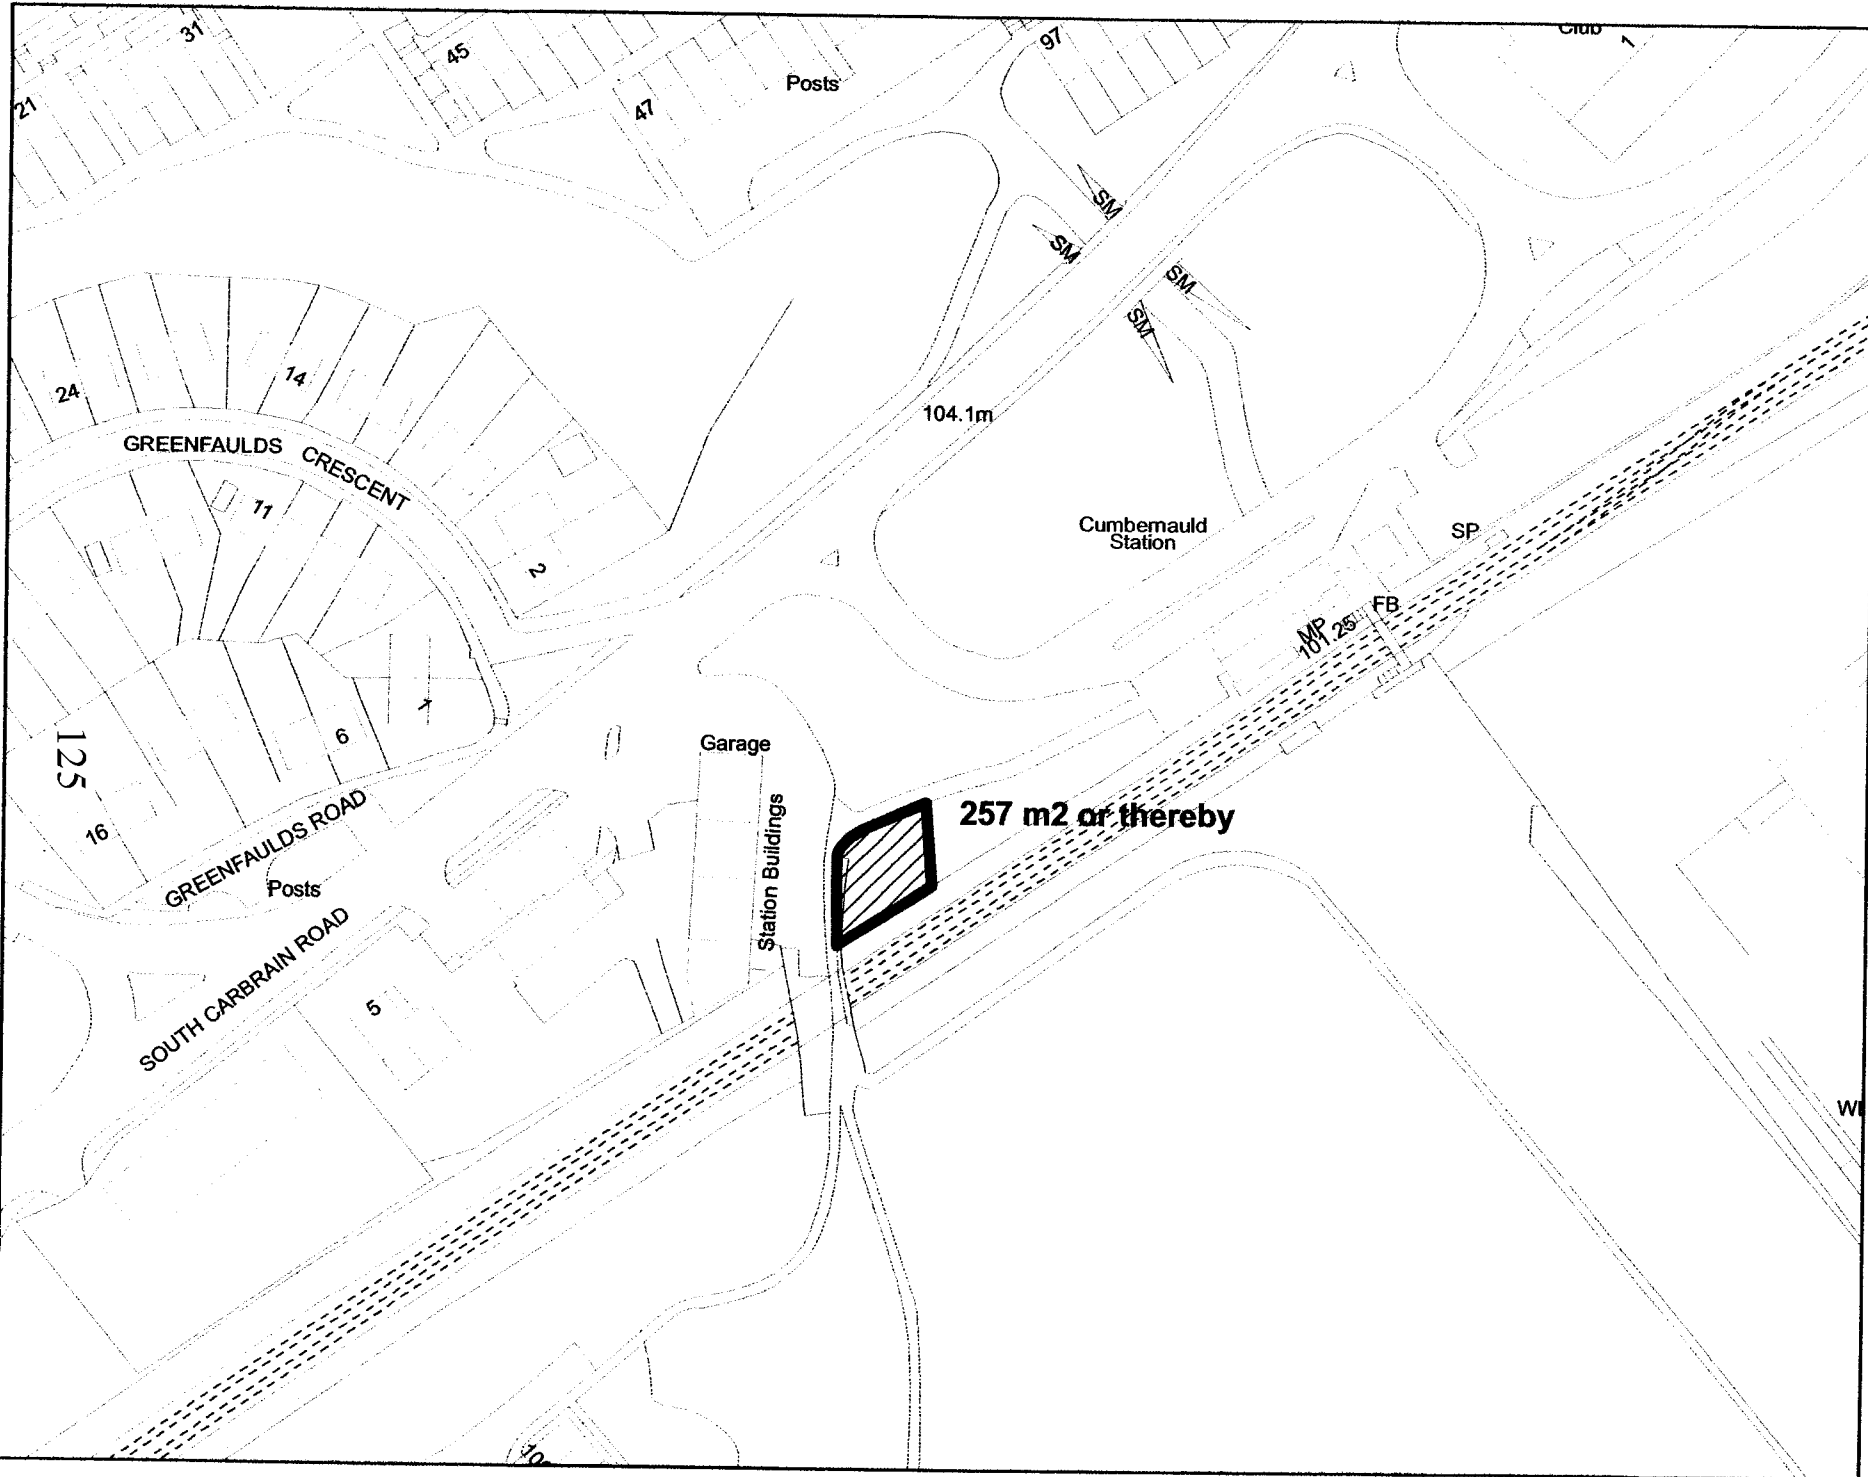 31
45
97
Club
1
21
47
Posts
SM
SM
SM
SM
24
14
104.1m
GREENFAULDS CRESCENT
11
Cumbernauld
Station
SP
2
FB
MP
101.25
1
6
125
Garage
257 m2 or thereby
16
GREENFAULDS ROAD
Station Buildings
Posts
SOUTH CARBRAIN ROAD
5